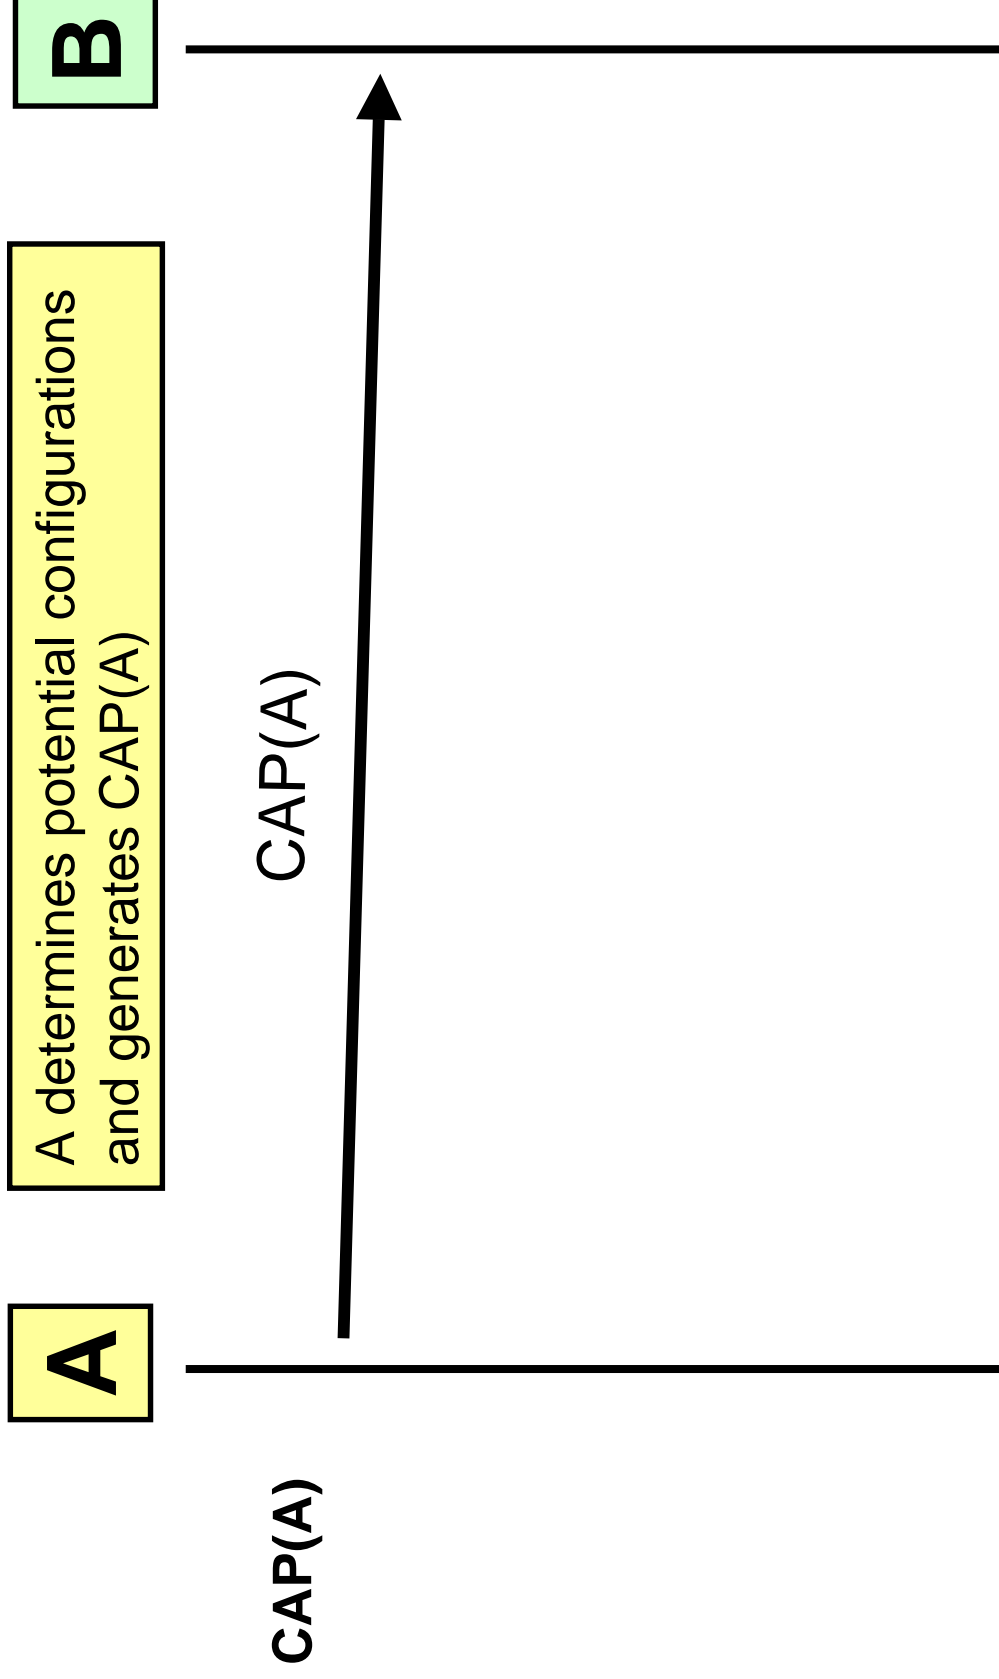 A
A determines potential configurations
and generates CAP(A)
B
CAP(A)
CAP(A)